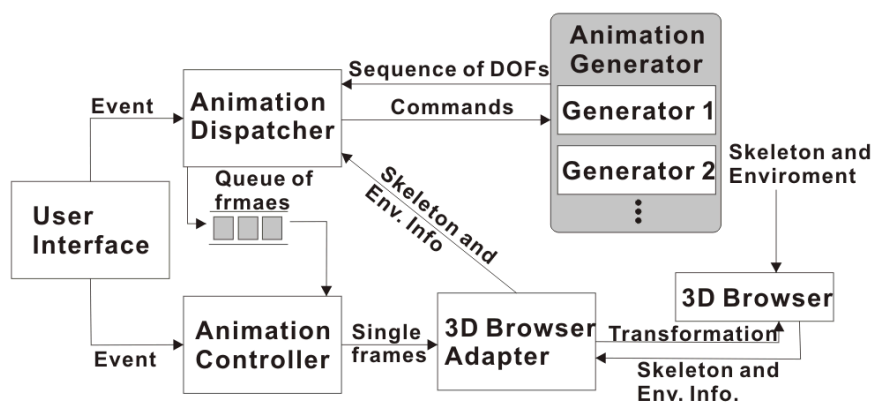 Animation
Generator
Generator 1
Generator 2
Sequence of DOFs
Commands
Animation
Dispatcher
Event
Queue of
frmaes
Skeleton and
Env. Info
Skeleton and
Enviroment
User
Interface
3D Browser
Animation
Controller
Event
Single
frames
3D Browser
Adapter
Transformation
Skeleton and
Env. Info.